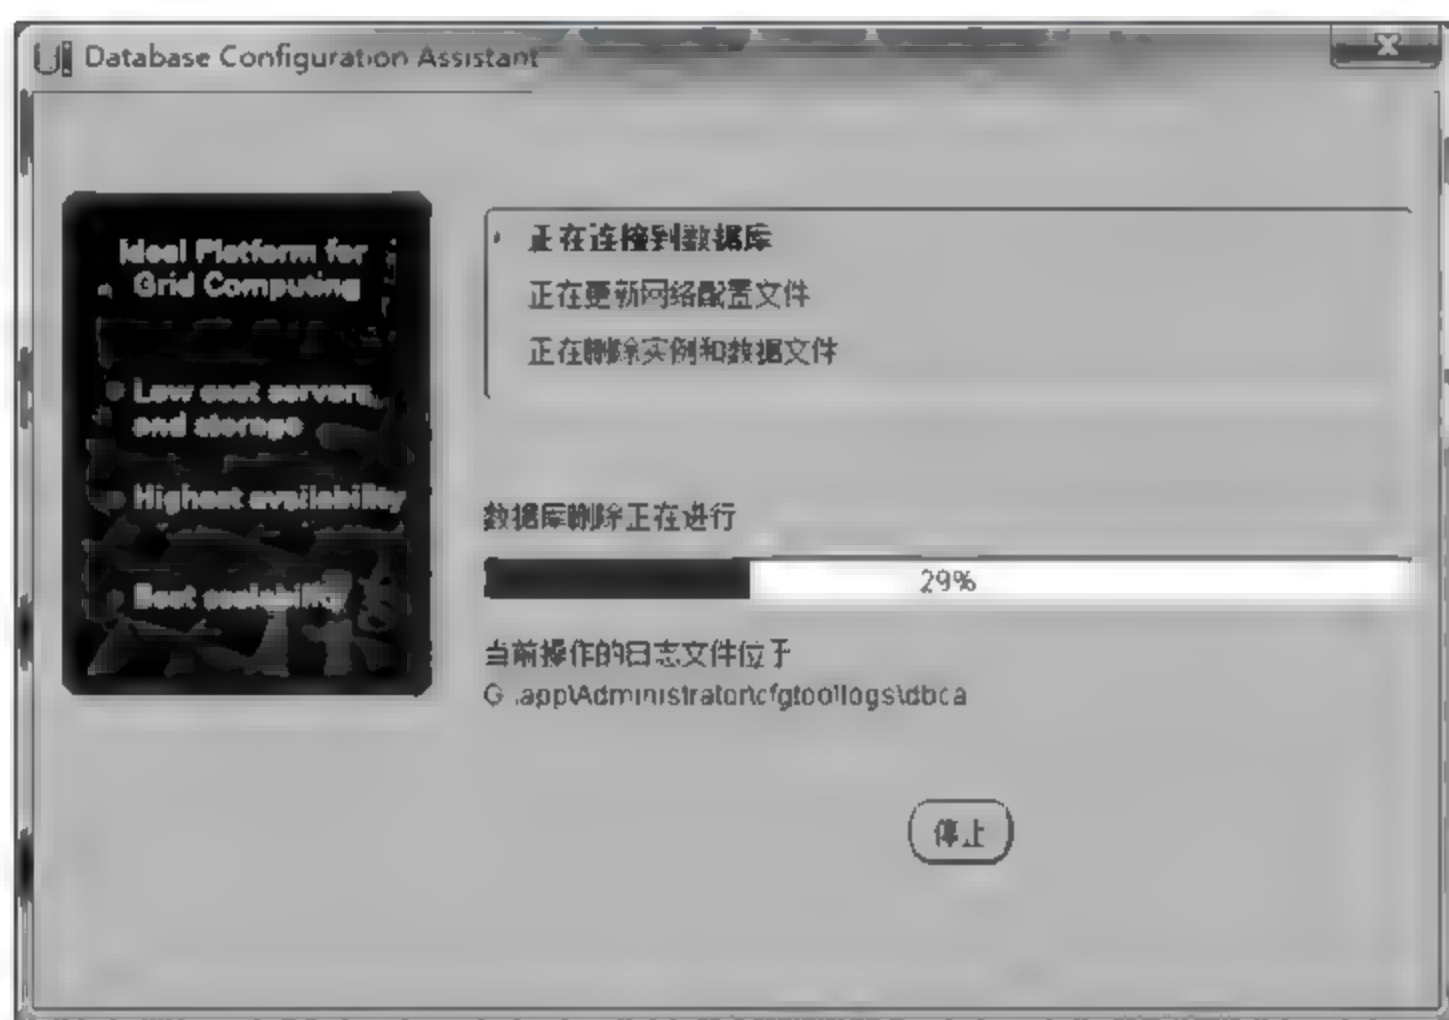 Database Configuration Assistant
Ideal Platform for
Grid Computing
Low cost servers
and storage
Highest availability
Best scalability
正在连接到数据库
正在更新网络配置文件
正在删除实例和数据文件
数据库删除正在进行
29%
当前操作的日志文件位于
G:\app\Administrator\cfgtoollogs\dbca
停止